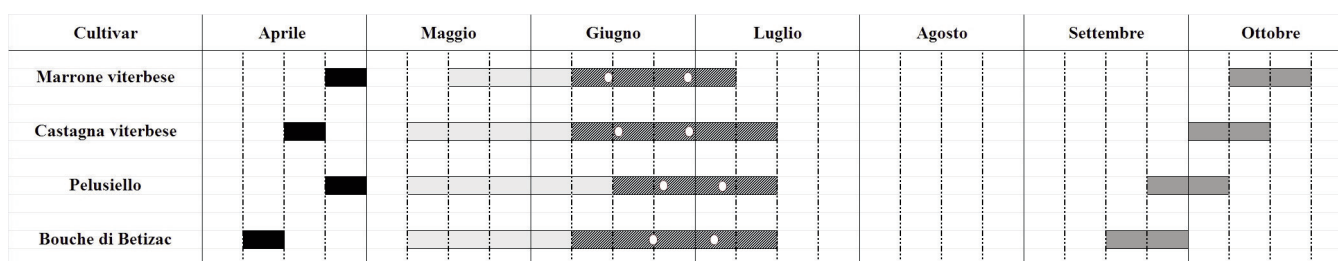 Cultivar Aprile Maggio Giugno Luglio Agosto Settembre Ottobre
Marrone viterbese
Castagna viterbese
Pelusiello
Bouche di Betizac